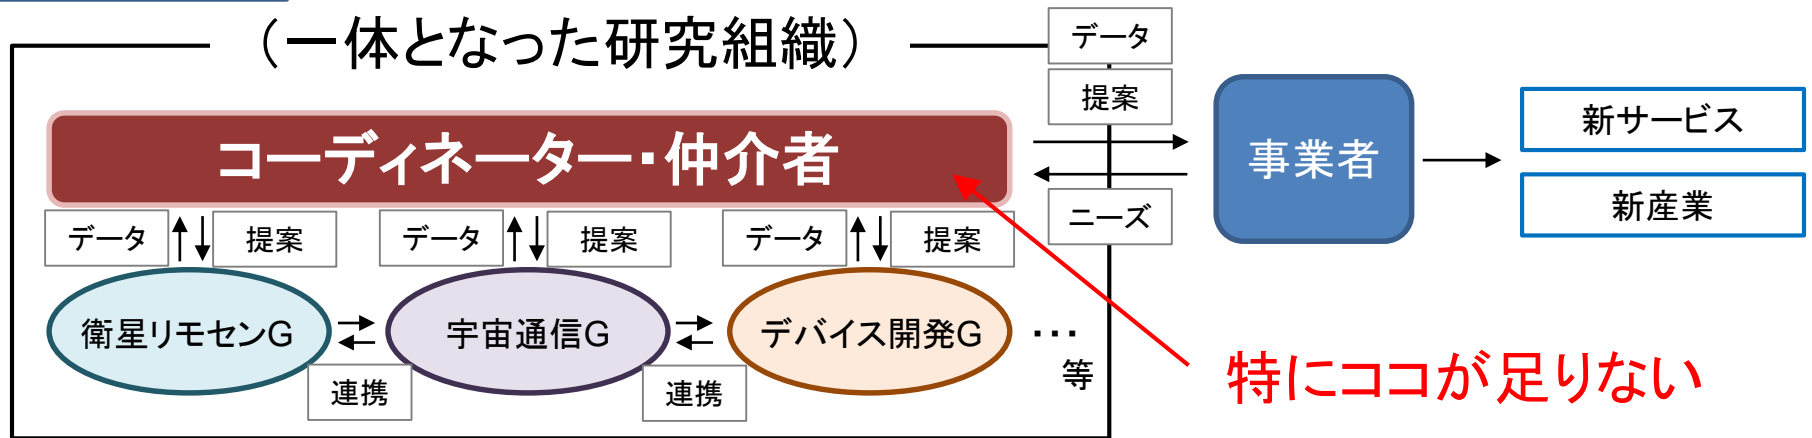 （一体となった研究組織）
データ
提案
コーディネーター・仲介者
事業者
新サービス
新産業
ニーズ
データ
提案
データ
提案
データ
提案
衛星リモセンG
宇宙通信G
デバイス開発G
…
等
連携
連携
特にココが足りない